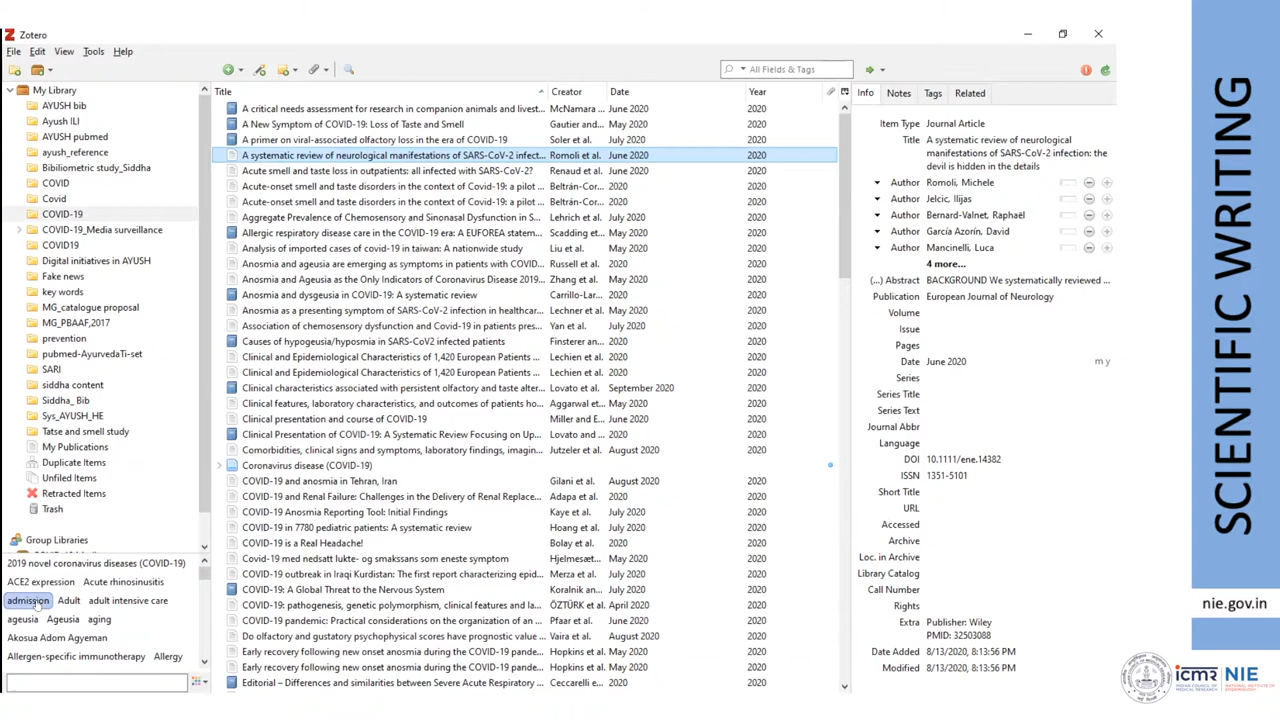 Zotero
File Edit View Tools Help
All Fields & Tags
My Library
AYUSH bib
Ayush ILI
AYUSH pubmed
ayush_reference
Bibiliometric study_Siddha
COVID
Covid
COVID-19
COVID-19_Media surveillance
COVID19
Digital initiatives in AYUSH
Fake news
key words
MG_catalogue proposal
MG_PBAAF,2017
prevention
pubmed-AyurvedaTi-set
SARI
siddha content
Siddha_ Bib
Sys_AYUSH_HE
Tatse and smell study
My Publications
Duplicate Items
Unfiled Items
Retracted Items
Trash
Group Libraries
2019 novel coronavirus diseases (COVID-19)
ACE2 expression Acute rhinosinusitis
admission Adult adult intensive care
ageusia Ageusia aging
Akosua Adom Agyeman
Allergen-specific immunotherapy Allergy
Title Creator Date Year
A critical needs assessment for research in companion animals and livest... McNamara ... June 2020 2020
A New Symptom of COVID-19: Loss of Taste and Smell Gautier and... May 2020 2020
A primer on viral-associated olfactory loss in the era of COVID-19 Soler et al. June 2020 2020
A systematic review of neurological manifestations of SARS-CoV-2 infect... Romoli et al. June 2020 2020
Acute smell and taste loss in outpatients: all infected with SARS-CoV-2? Renaud et al. June 2020 2020
Acute-onset smell and taste disorders in the context of Covid-19: a pilot ... Beltrán-Cor... 2020 2020
Acute-onset smell and taste disorders in the context of Covid-19: a pilot ... Beltrán-Cor... 2020 2020
Aggregate Prevalence of Chemosensory and Sinonasal Dysfunction in S... Lehrich et al. July 2020 2020
Allergic respiratory disease care in the COVID-19 era: A EUFOREA statem... Scadding et... May 2020 2020
Analysis of imported cases of covid-19 in taiwan: A nationwide study Liu et al. May 2020 2020
Anosmia and ageusia are emerging as symptoms in patients with COVID... Russell et al. 2020 2020
Anosmia and Ageusia as the Only Indicators of Coronavirus Disease 2019... Zhang et al. May 2020 2020
Anosmia and dysgeusia in COVID-19: A systematic review Carrillo-Lar... 2020 2020
Anosmia as a presenting symptom of SARS-CoV-2 infection in healthcar... Lechner et al. May 2020 2020
Association of chemosensory dysfunction and Covid-19 in patients pres... Yan et al. July 2020 2020
Causes of hypogeusia/hyposmia in SARS-CoV2 infected patients Finsterer an... 2020 2020
Clinical and Epidemiological Characteristics of 1,420 European Patients ... Lechien et al. 2020 2020
Clinical and Epidemiological Characteristics of 1,420 European Patients ... Lechien et al. 2020 2020
Clinical characteristics associated with persistent olfactory and taste alter... Lovato et al. September 2020 2020
Clinical features, laboratory characteristics, and outcomes of patients ho... Aggarwal et... May 2020 2020
Clinical presentation and course of COVID-19 Miller and E... June 2020 2020
Clinical Presentation of COVID-19: A Systematic Review Focusing on Up... Lovato and ... 2020 2020
Comorbidities, clinical signs and symptoms, laboratory findings, imagin... Jutzeler et al. August 2020 2020
Coronavirus disease (COVID-19)
COVID-19 and anosmia in Tehran, Iran Gilani et al. August 2020 2020
COVID-19 and Renal Failure: Challenges in the Delivery of Renal Replace... Adapa et al. 2020 2020
COVID-19 Anosmia Reporting Tool: Initial Findings Kaye et al. July 2020 2020
COVID-19 in 7780 pediatric patients: A systematic review Hoang et al. July 2020 2020
COVID-19 is a Real Headache! Bolay et al. 2020 2020
Covid-19 med nedsatt lukte- og smakssans som eneste symptom Hjelmesæt... May 2020 2020
COVID-19 outbreak in Iraqi Kurdistan: The first report characterizing epi... Merza et al. July 2020 2020
COVID-19: A Global Threat to the Nervous System Koralnik an... July 2020 2020
COVID-19: pathogenesis, genetic polymorphism, clinical features and la... ÖZTÜRK et al. April 2020 2020
COVID-19 pandemic: Practical considerations on the organization of an ... Pfaar et al. June 2020 2020
Do olfactory and gustatory psychophysical scores have prognostic value ... Vaira et al. August 2020 2020
Early recovery following new onset anosmia during the COVID-19 pande... Hopkins et al. May 2020 2020
Early recovery following new onset anosmia during the COVID-19 pande... Hopkins et al. May 2020 2020
Editorial – Differences and similarities between Severe Acute Respiratory ... Ceccarelli e... May 2020 2020
Info Notes Tags Related
Item Type Journal Article
Title A systematic review of neurological
manifestations of SARS-CoV-2 infection: the
devil is hidden in the details
Author Romoli, Michele
Author Jelcic, Ilijas
Author Bernard-Valnet, Raphaël
Author García Azorín, David
Author Mancinelli, Luca
4 more...
(...) Abstract BACKGROUND We systematically reviewed ...
Publication European Journal of Neurology
Volume
Issue
Pages
Date June 2020 m y
Series
Series Title
Series Text
Journal Abbr
Language
DOI 10.1111/ene.14382
ISSN 1351-5101
Short Title
URL
Accessed
Archive
Loc. in Archive
Library Catalog
Call Number
Rights
Extra Publisher: Wiley
PMID: 32503088
Date Added 8/13/2020, 8:13:56 PM
Modified 8/13/2020, 8:13:56 PM
SCIENTIFIC WRITING
nie.gov.in
icmr NIE
INDIAN COUNCIL OF MEDICAL RESEARCH NATIONAL INSTITUTE OF EPIDEMIOLOGY